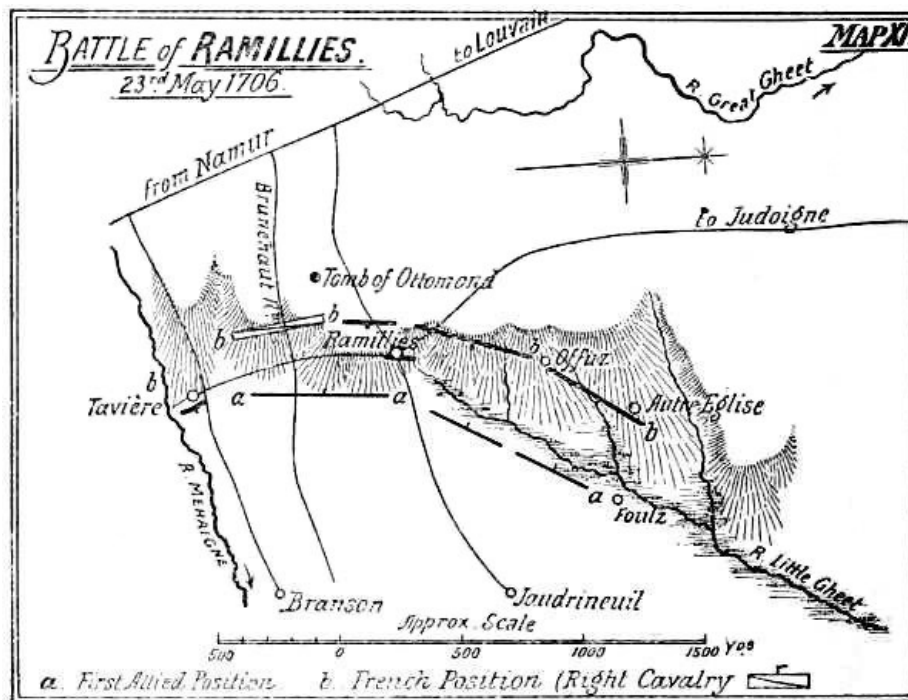 BATTLE of RAMILLIES.
23rd May 1706.
MAP XI
to Louvain
R. Great Gheet
from Namur
Brunehaut R.
to Judoigne
Tomb of Ottomond
b
b
b
Ramillies
b
Offuz
b
Tavière
a
a
Autre Eglise
b
R. MEHAIGNE
a
Foulz
R. Little Gheet
Branson
Jaudrineuil
Approx. Scale
500 0 500 1000 1500 Yds
a. First Allied Position b. French Position (Right Cavalry